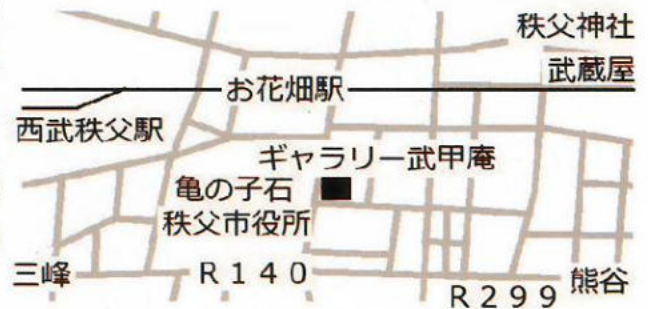 秩父神社
武蔵屋
お花畑駅
西武秩父駅
ギャラリー武甲庵
亀の子石
秩父市役所
三峰
R140
熊谷
R299